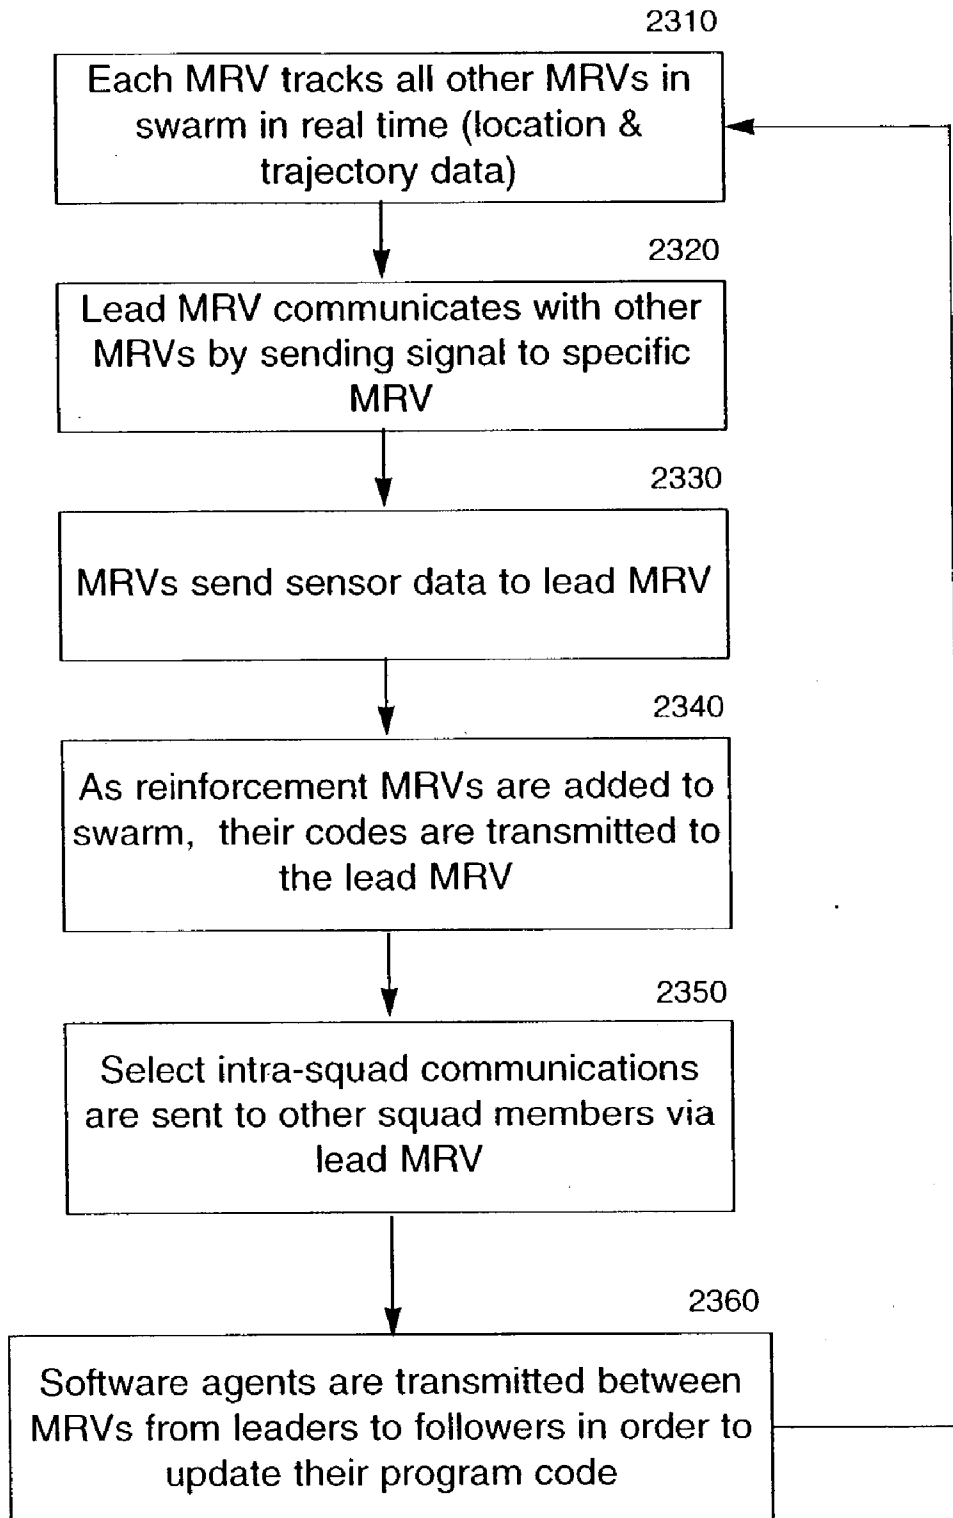 2310
Each MRV tracks all other MRVs in
swarm in real time (location &
trajectory data)
2320
Lead MRV communicates with other
MRVs by sending signal to specific
MRV
2330
MRVs send sensor data to lead MRV
2340
As reinforcement MRVs are added to
swarm, their codes are transmitted to
the lead MRV
2350
Select intra-squad communications
are sent to other squad members via
lead MRV
2360
Software agents are transmitted between
MRVs from leaders to followers in order to
update their program code